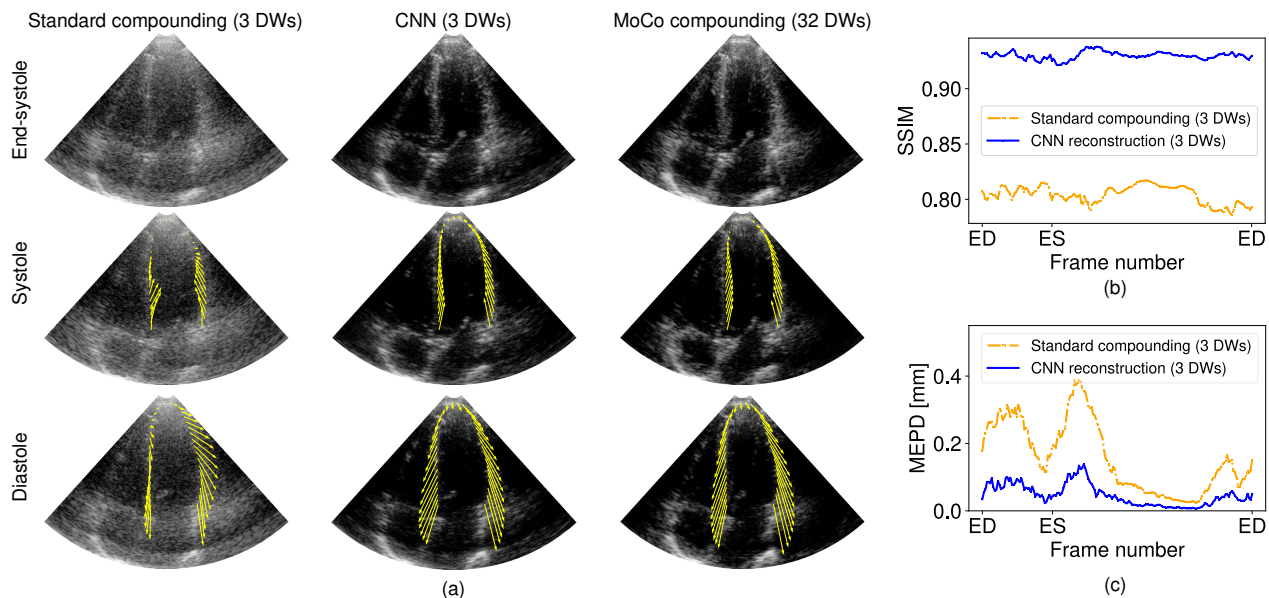 Standard compounding (3 DWs)
CNN (3 DWs)
MoCo compounding (32 DWs)
End-systole
Systole
Diastole
(a)
SSIM
0.90
0.85
0.80
Standard compounding (3 DWs)
CNN reconstruction (3 DWs)
ED
ES
ED
Frame number
(b)
MEPD [mm]
0.4
0.2
0.0
Standard compounding (3 DWs)
CNN reconstruction (3 DWs)
ED
ES
ED
Frame number
(c)